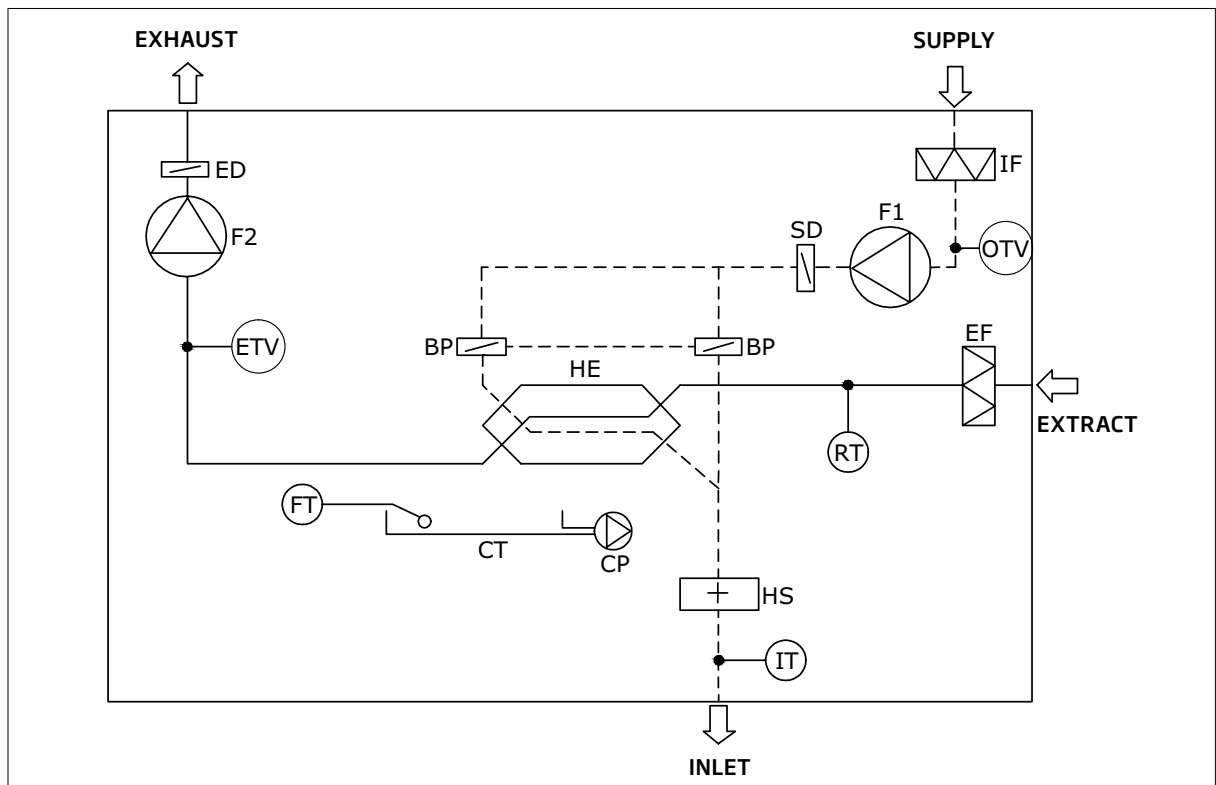 EXHAUST
SUPPLY
ED
IF
F2
F1
SD
OTV
ETV
BP
BP
EF
HE
EXTRACT
RT
FT
CT
CP
HS
IT
INLET